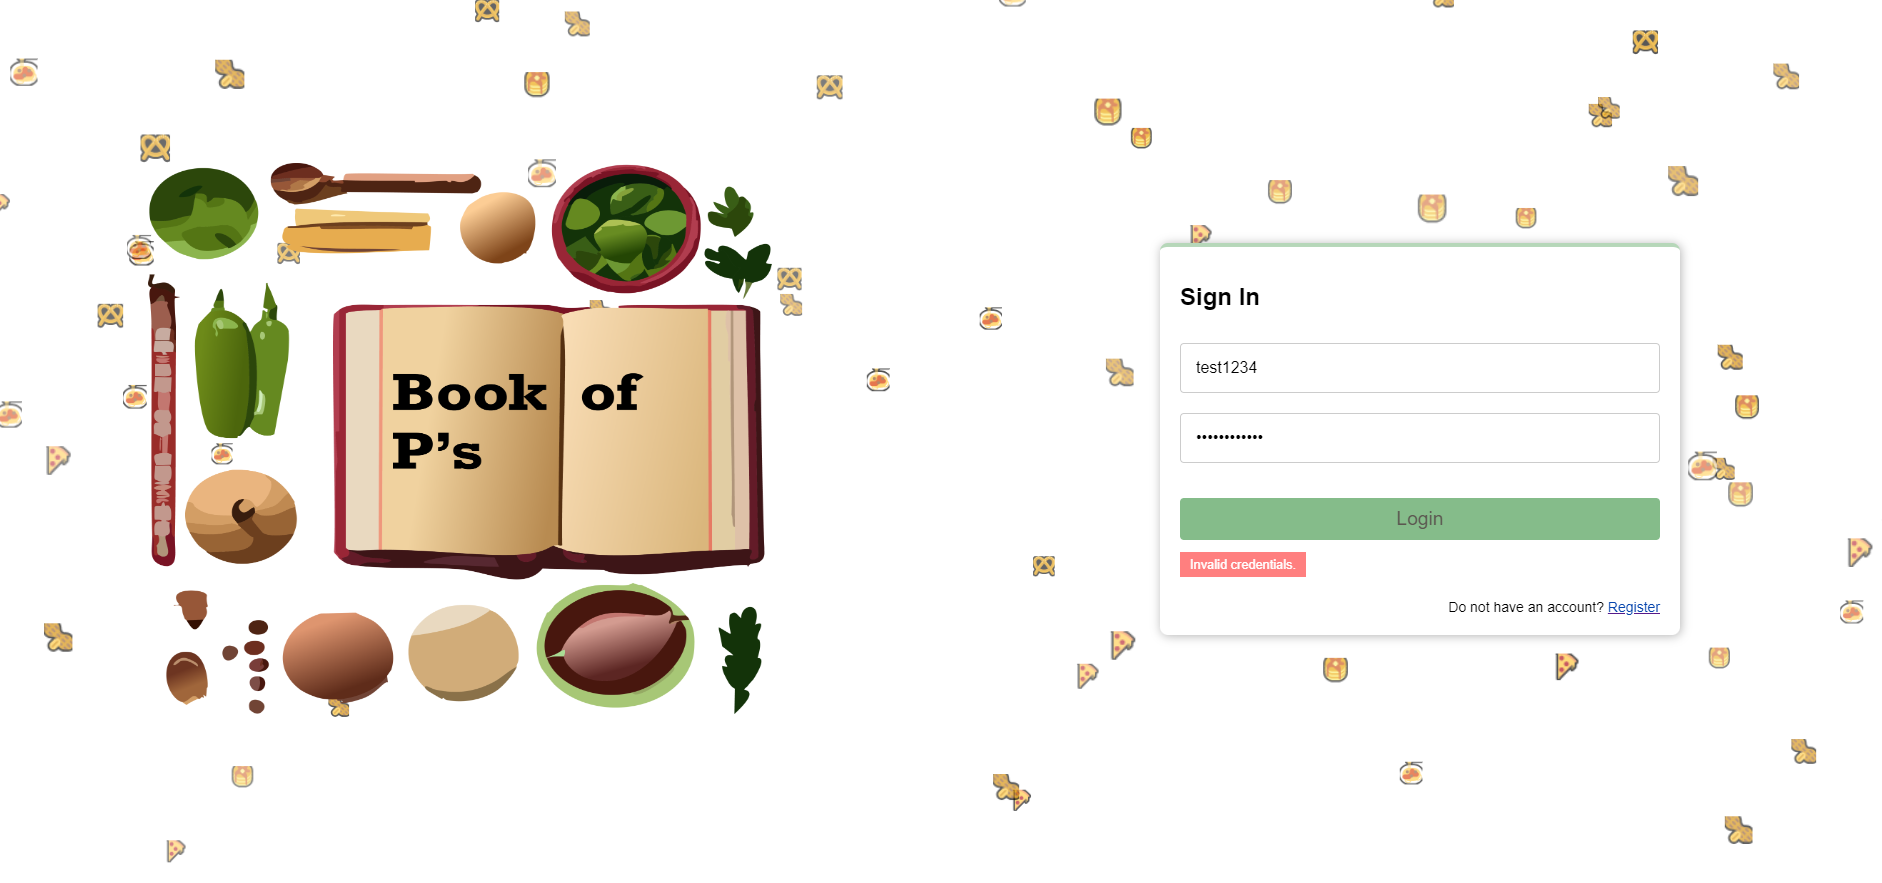 Book of
P’s
Sign In
test1234
••••••••••••
Login
Invalid credentials.
Do not have an account? Register